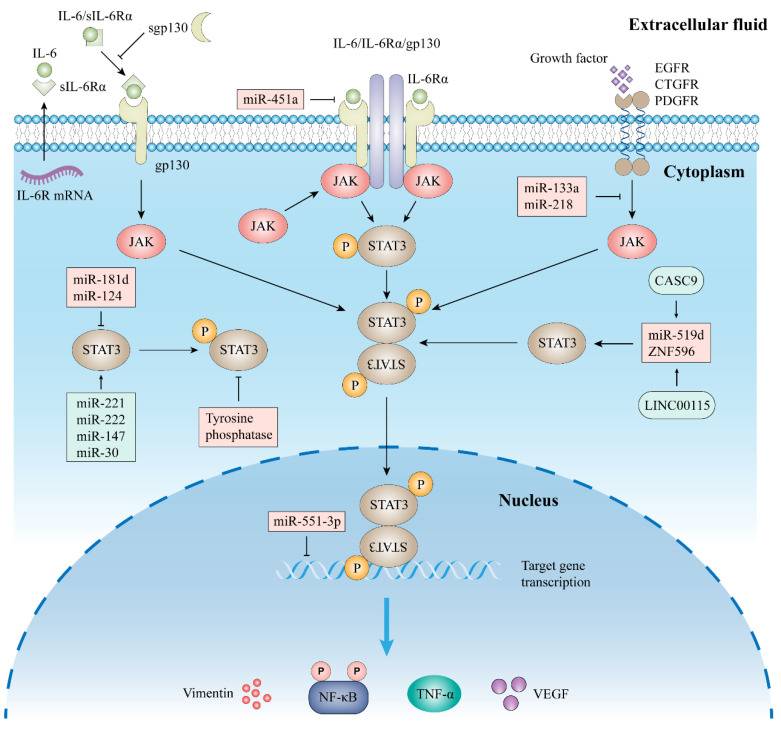 IL-6/sIL-6Rα
sgp130
Extracellular fluid
IL-6
sIL-6Rα
IL-6/IL-6Rα/gp130
IL-6Rα
Growth factor
EGFR
CTGFR
PDGFR
miR-451a
gp130
IL-6R mRNA
Cytoplasm
JAK
JAK
miR-133a
miR-218
JAK
JAK
JAK
P
STAT3
miR-181d
miR-124
P
STAT3
CASC9
P
STAT3
STAT3
STAT3
P
STAT3
STAT3
miR-519d
ZNF596
miR-221
miR-222
miR-147
miR-30
Tyrosine
phosphatase
LINC00115
P
STAT3
Nucleus
miR-551-3p
STAT3
P
Target gene
transcription
P
P
Vimentin
NF-κB
TNF-α
VEGF